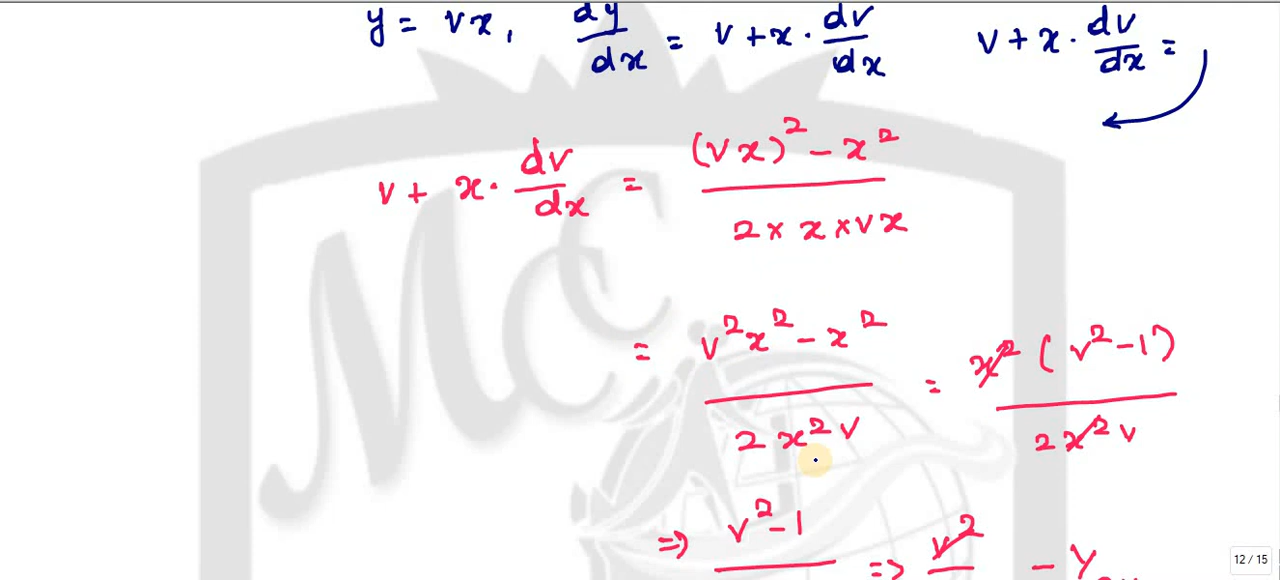 y = vx, dy/dx = v + x · dv/dx    v + x · dv/dx =
v + x · dv/dx = (vx)² - x² / 2 × x × vx
= v²x² - x² / 2x²v = x²(v² - 1) / 2x²v
⇒ v² - 1 ⇒ v²
MCC
12 / 15